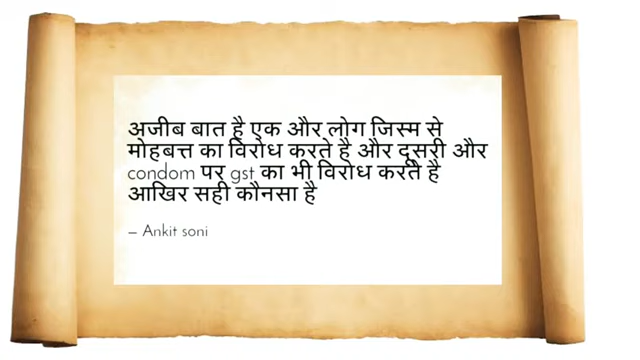 अजीब बात है एक और लोग जिस्म से
मोहबत्त का विरोध करते है और दूसरी और
condom पर gst का भी विरोध करते है
आखिर सही कौनसा है
– Ankit soni